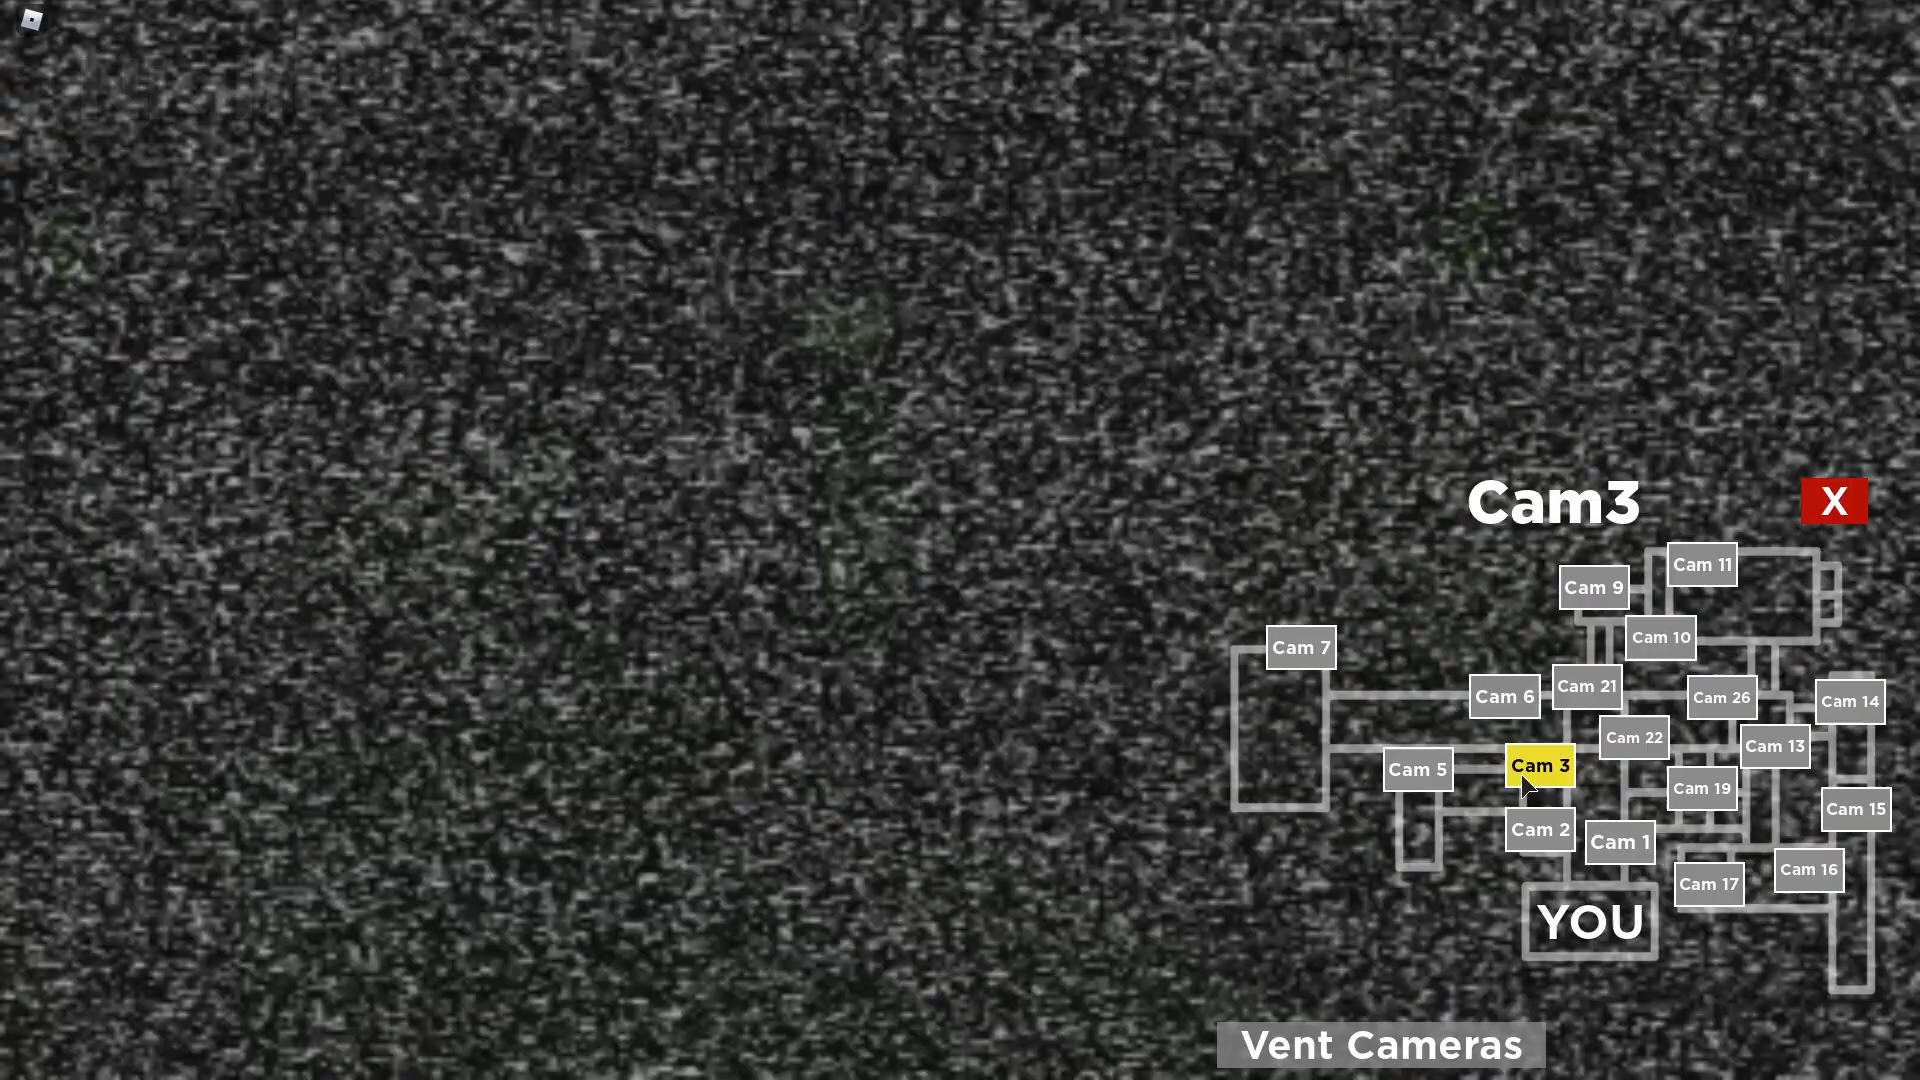 Cam3
X
Cam 11
Cam 9
Cam 10
Cam 7
Cam 21
Cam 6
Cam 26
Cam 14
Cam 22
Cam 13
Cam 3
Cam 5
Cam 19
Cam 15
Cam 2
Cam 1
Cam 16
Cam 17
YOU
Vent Cameras